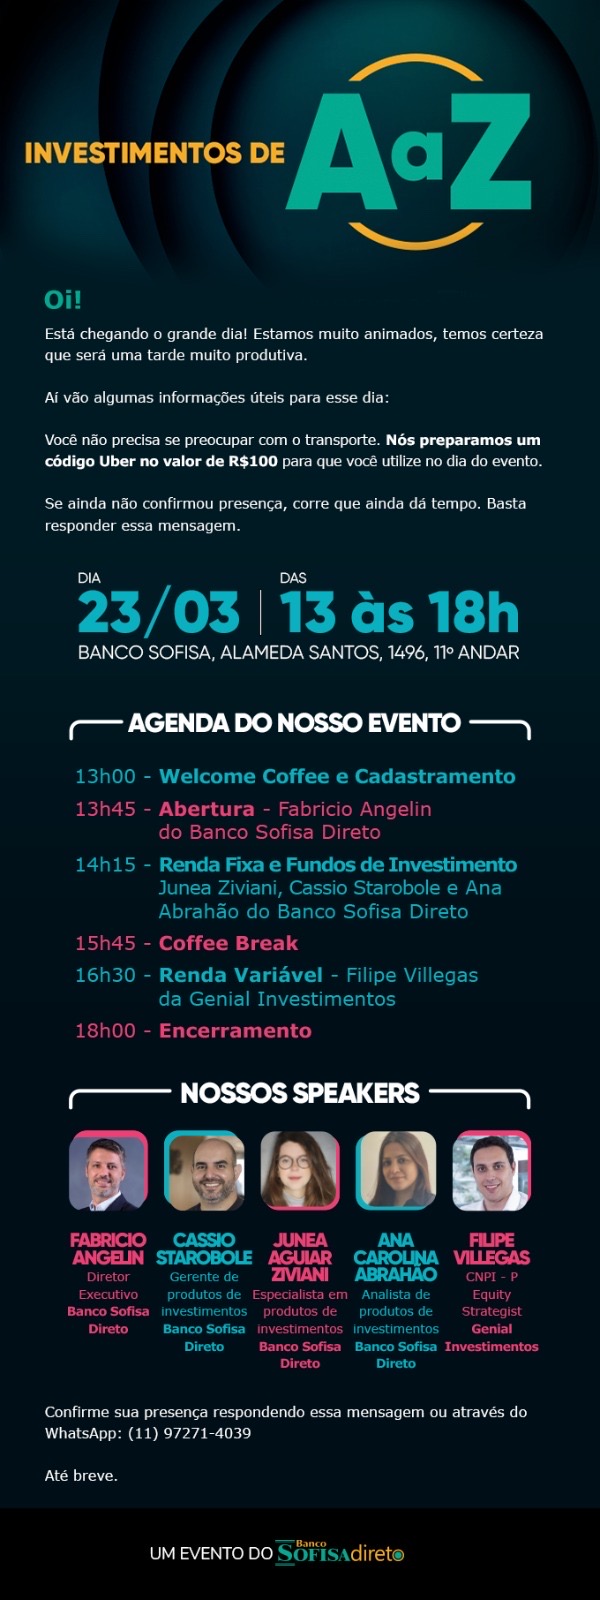 INVESTIMENTOS DE AaZ
Oi!
Está chegando o grande dia! Estamos muito animados, temos certeza
que será uma tarde muito produtiva.
Aí vão algumas informações úteis para esse dia:
Você não precisa se preocupar com o transporte. Nós preparamos um
código Uber no valor de R$100 para que você utilize no dia do evento.
Se ainda não confirmou presença, corre que ainda dá tempo. Basta
responder essa mensagem.
DIA
23/03
DAS
13 às 18h
BANCO SOFISA, ALAMEDA SANTOS, 1496, 11º ANDAR
AGENDA DO NOSSO EVENTO
13h00 - Welcome Coffee e Cadastramento
13h45 - Abertura - Fabricio Angelin
do Banco Sofisa Direto
14h15 - Renda Fixa e Fundos de Investimento
Junea Ziviani, Cassio Starobole e Ana
Abrahão do Banco Sofisa Direto
15h45 - Coffee Break
16h30 - Renda Variável - Filipe Villegas
da Genial Investimentos
18h00 - Encerramento
NOSSOS SPEAKERS
FABRICIO
ANGELIN
Diretor
Executivo
Banco Sofisa
Direto
CASSIO
STAROBOLE
Gerente de
produtos de
investimentos
Banco Sofisa
Direto
JUNEA
AGUIAR
ZIVIANI
Especialista em
produtos de
investimentos
Banco Sofisa
Direto
ANA
CAROLINA
ABRAHÃO
Analista de
produtos de
investimentos
Banco Sofisa
Direto
FILIPE
VILLEGAS
CNPI - P
Equity
Strategist
Genial
Investimentos
Confirme sua presença respondendo essa mensagem ou através do
WhatsApp: (11) 97271-4039
Até breve.
UM EVENTO DO Banco SOFISAdireto